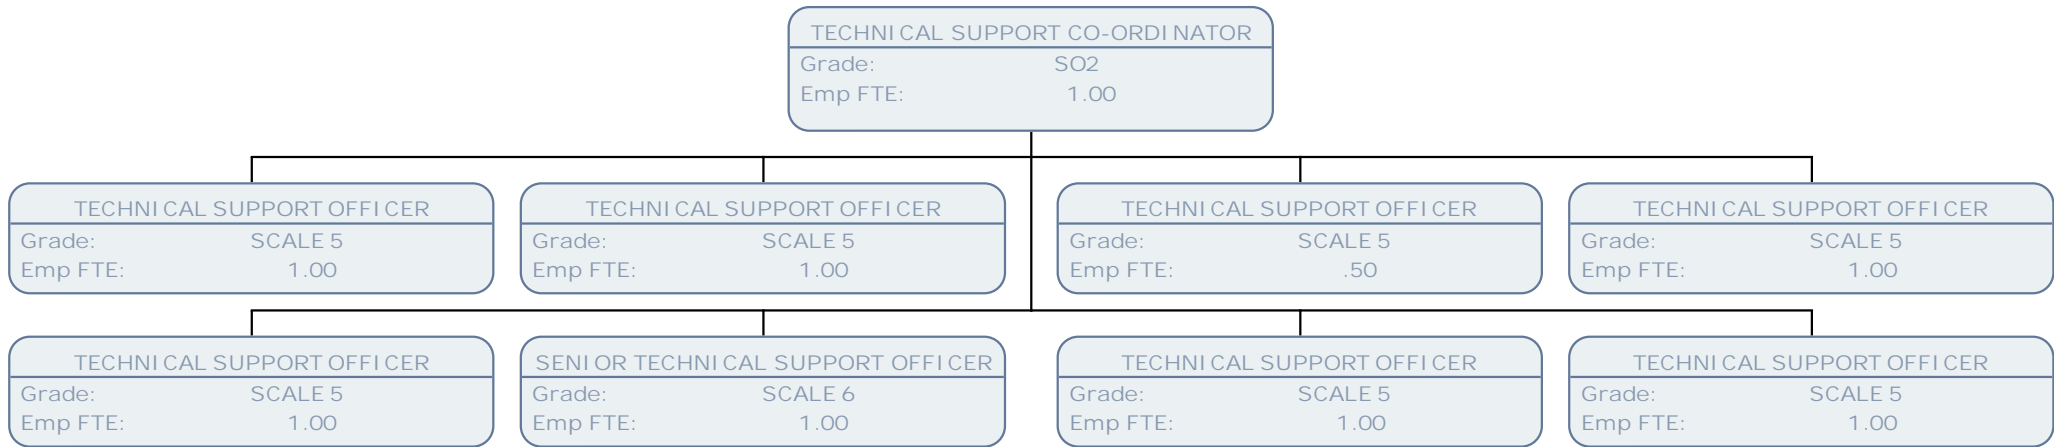 TECHNICAL SUPPORT CO-ORDINATOR
Grade: SO2
Emp FTE: 1.00
TECHNICAL SUPPORT OFFICER
Grade: SCALE 5
Emp FTE: 1.00
TECHNICAL SUPPORT OFFICER
Grade: SCALE 5
Emp FTE: 1.00
TECHNICAL SUPPORT OFFICER
Grade: SCALE 5
Emp FTE: .50
TECHNICAL SUPPORT OFFICER
Grade: SCALE 5
Emp FTE: 1.00
TECHNICAL SUPPORT OFFICER
Grade: SCALE 5
Emp FTE: 1.00
SENIOR TECHNICAL SUPPORT OFFICER
Grade: SCALE 6
Emp FTE: 1.00
TECHNICAL SUPPORT OFFICER
Grade: SCALE 5
Emp FTE: 1.00
TECHNICAL SUPPORT OFFICER
Grade: SCALE 5
Emp FTE: 1.00